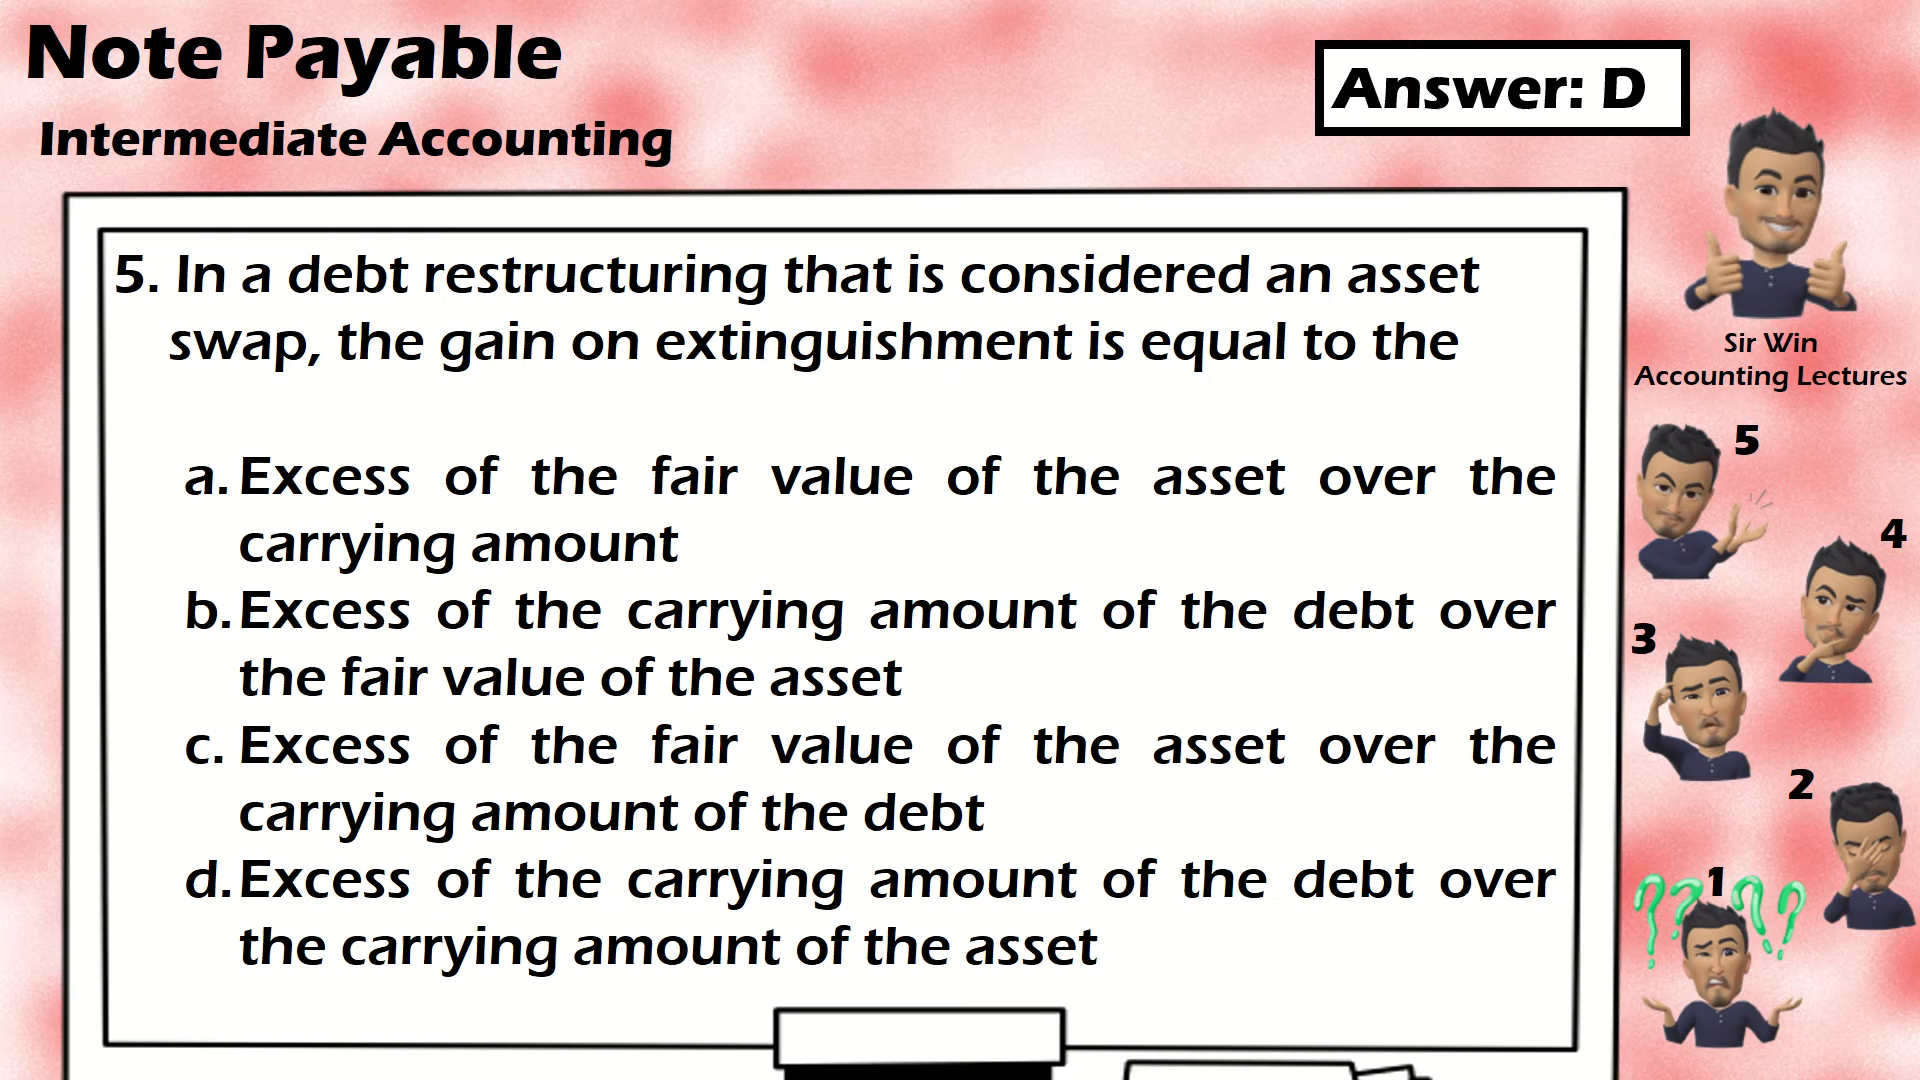 Note Payable
Intermediate Accounting
Answer: D
5. In a debt restructuring that is considered an asset
swap, the gain on extinguishment is equal to the
a. Excess of the fair value of the asset over the
carrying amount
b. Excess of the carrying amount of the debt over
the fair value of the asset
c. Excess of the fair value of the asset over the
carrying amount of the debt
d. Excess of the carrying amount of the debt over
the carrying amount of the asset
Sir Win
Accounting Lectures
5
4
3
2
1
????